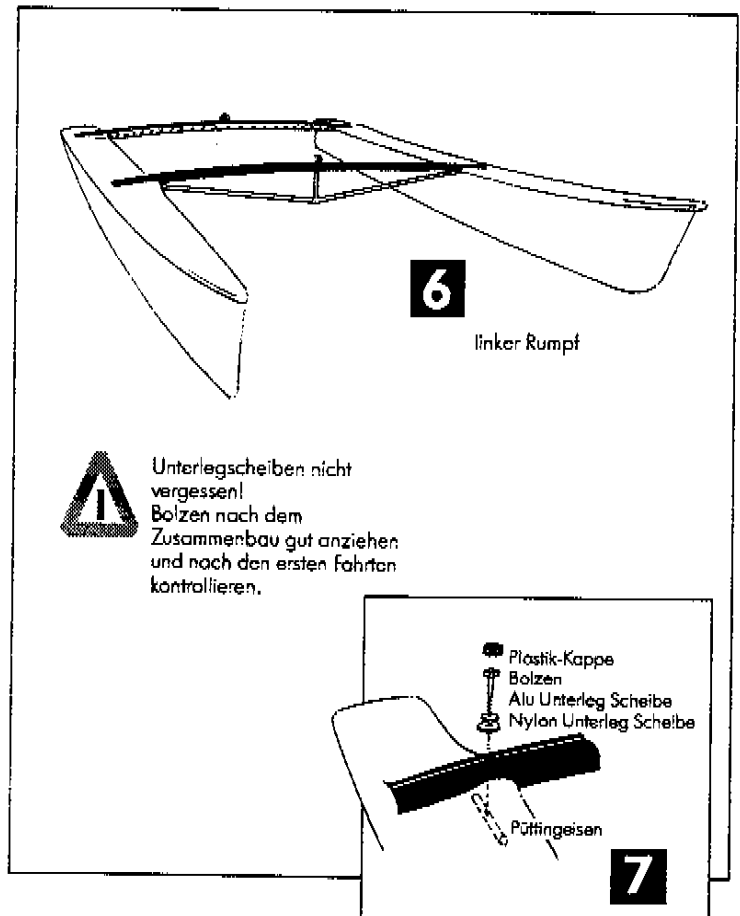 6
linker Rumpf
Unterlegscheiben nicht
vergessen!
Bolzen nach dem
Zusammenbau gut anziehen
und nach den ersten Fahrten
kontrollieren.
Plastik-Kappe
Bolzen
Alu Unterleg Scheibe
Nylon Unterleg Scheibe
Püttingeisen
7